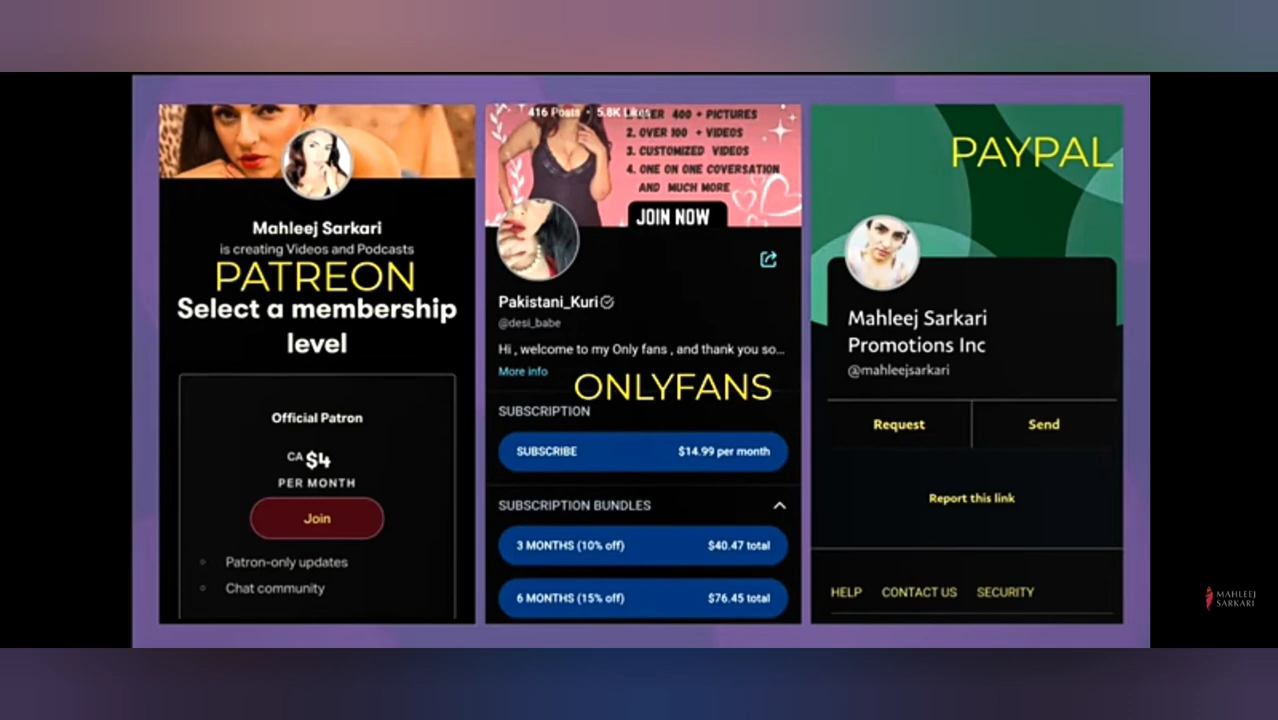 Mahleej Sarkari
is creating Videos and Podcasts
PATREON
Select a membership
level
Official Patron
CA $4
PER MONTH
Join
Patron-only updates
Chat community
416 Posts • 5.8K Likes
OVER 400 + PICTURES
2. OVER 100 + VIDEOS
3. CUSTOMIZED VIDEOS
4. ONE ON ONE COVERSATION
AND MUCH MORE
JOIN NOW
Pakistani_Kuri
@desi_babe
Hi , welcome to my Only fans , and thank you so...
More info
ONLYFANS
SUBSCRIPTION
SUBSCRIBE $14.99 per month
SUBSCRIPTION BUNDLES
3 MONTHS (10% off) $40.47 total
6 MONTHS (15% off) $76.45 total
PAYPAL
Mahleej Sarkari
Promotions Inc
@mahleejsarkari
Request Send
Report this link
HELP CONTACT US SECURITY
MAHLEEJ
SARKARI